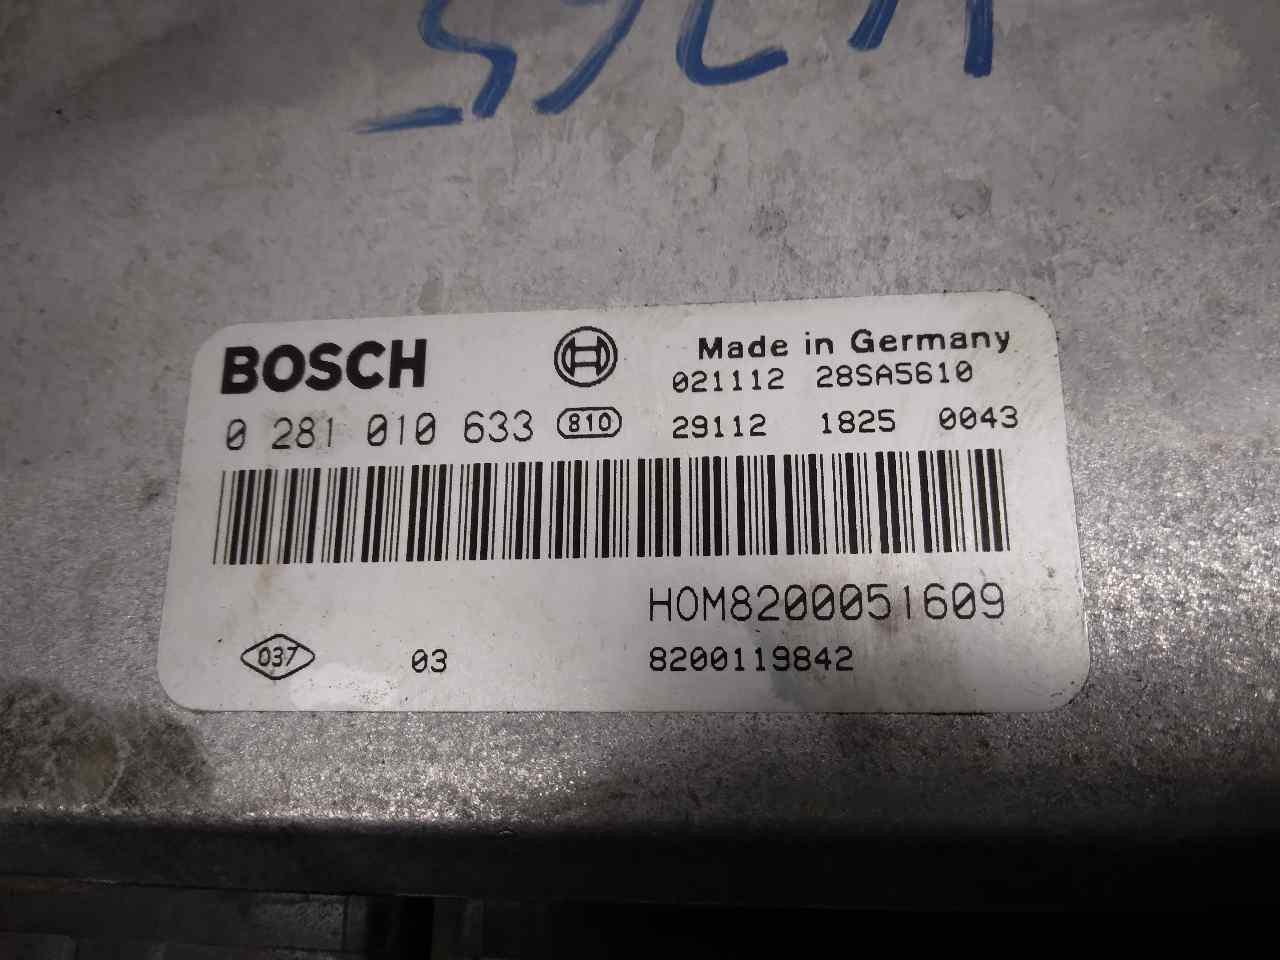 BOSCH
Made in Germany
021112 28SA5610
0 281 010 633 810 29112 1825 0043
HOM8200051609
037 03 8200119842